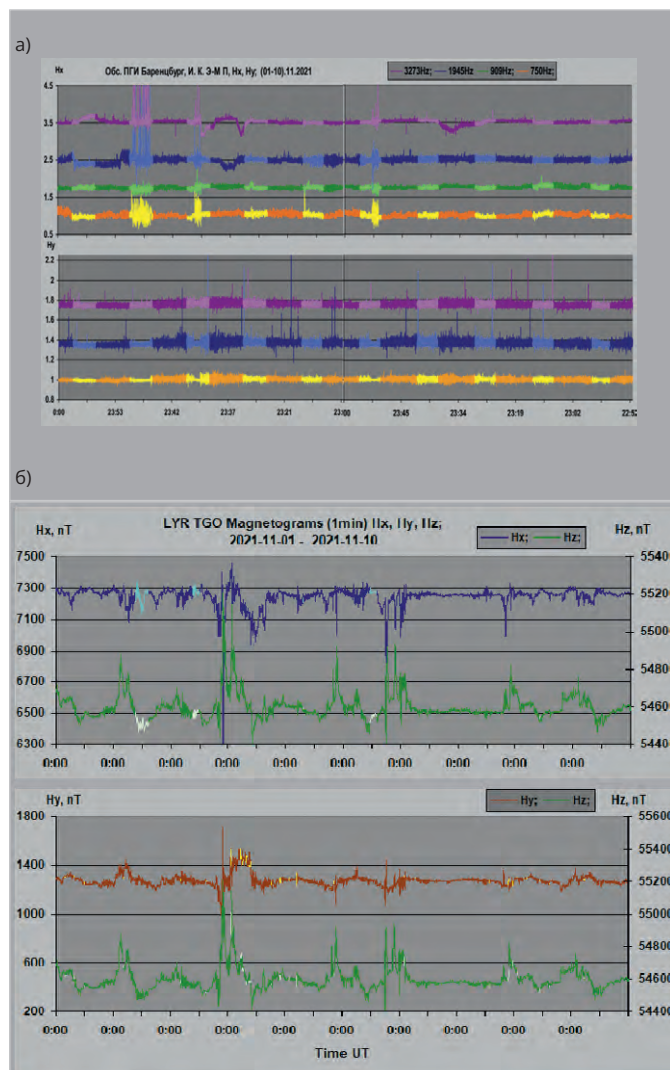 а)
Hx Обс. ПГИ Баренцбург, И. К. Э-М П, Hx, Hy; (01-10).11.2021 3273Hz; 1945Hz 909Hz; 750Hz;
4.5
3.5
2.5
1.5
0.5
Hy
2.2
2
1.8
1.6
1.4
1.2
1
0.8
0:00 23:53 23:42 23:37 23:21 23:00 23:45 23:34 23:19 23:02 22:52
б)
LYR TGO Magnetograms (1min) Hx, Hy, Hz;
Hx, nT 2021-11-01 - 2021-11-10 Hx; Hz; Hz, nT
7500 55400
7300 55200
7100 55000
6900 54800
6700 54600
6500 54400
6300
0:00 0:00 0:00 0:00 0:00 0:00 0:00 0:00 0:00 0:00
Hy, nT Hy; Hz; Hz, nT
1800 55600
1400 55400
1000 55200
600 55000
200 54800
54600
54400
0:00 0:00 0:00 0:00 0:00 0:00 0:00 0:00 0:00 0:00
Time UT